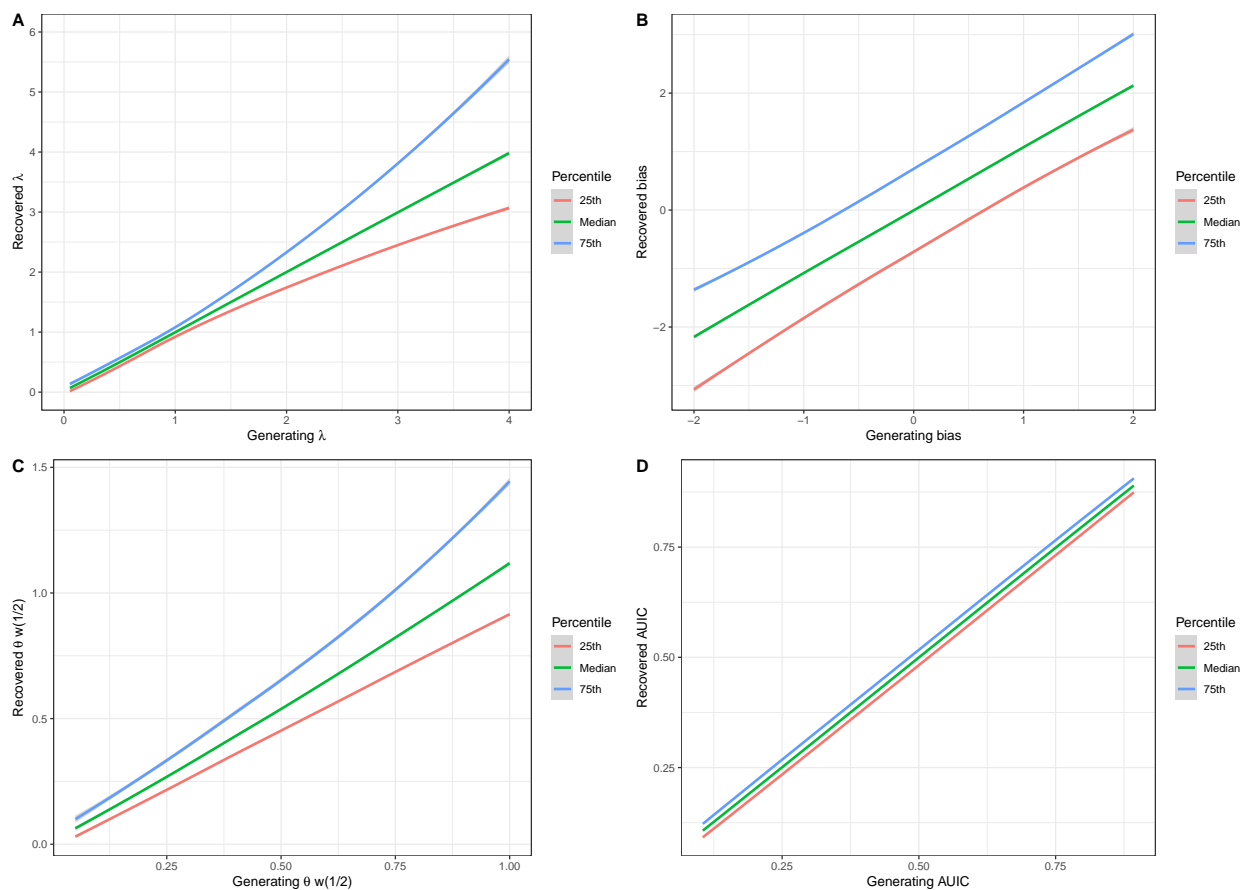 A
6
5
4
3
2
1
0
Recovered λ
0 1 2 3 4
Generating λ
Percentile
25th
Median
75th
B
2
0
−2
Recovered bias
−2 −1 0 1 2
Generating bias
Percentile
25th
Median
75th
C
1.5
1.0
0.5
0.0
Recovered θ w(1/2)
0.25 0.50 0.75 1.00
Generating θ w(1/2)
Percentile
25th
Median
75th
D
0.75
0.50
0.25
Recovered AUIC
0.25 0.50 0.75
Generating AUIC
Percentile
25th
Median
75th